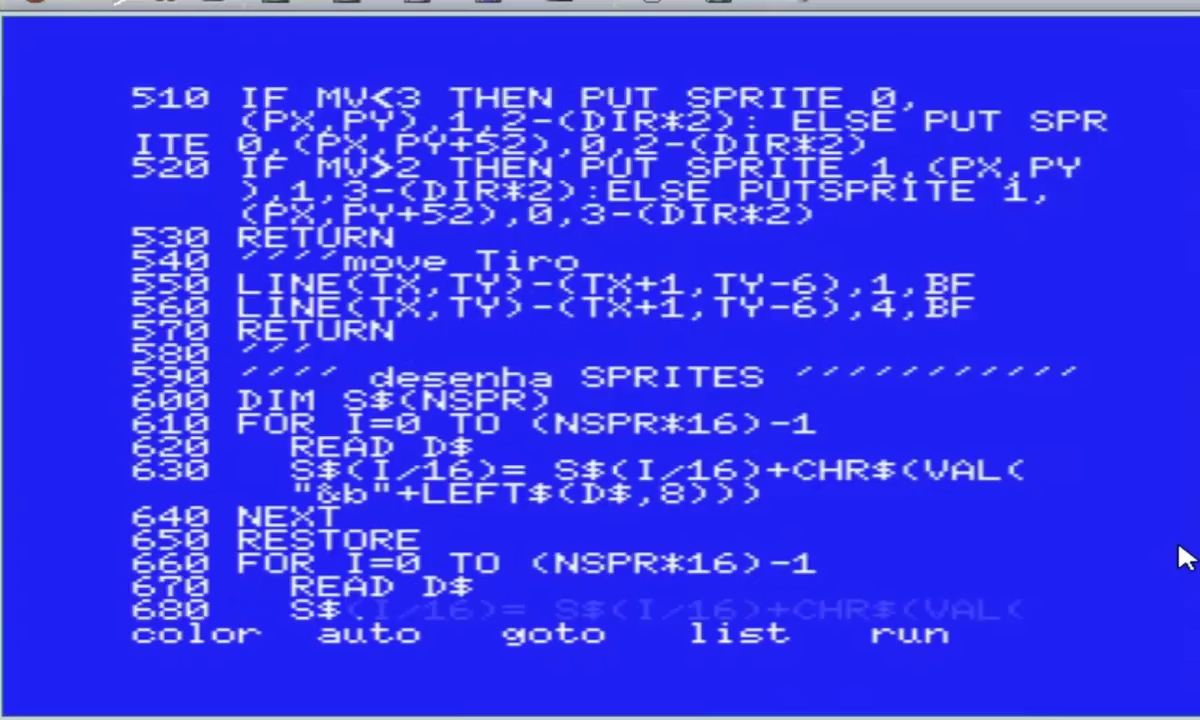 510 IF MV<3 THEN PUT SPRITE 0,
(PX,PY),1,2-(DIR*2): ELSE PUT SPR
ITE 0,(PX,PY+52),0,2-(DIR*2)
520 IF MV>2 THEN PUT SPRITE 1,(PX,PY
),1,3-(DIR*2):ELSE PUTSPRITE 1,
(PX,PY+52),0,3-(DIR*2)
530 RETURN
540 ''''move Tiro
550 LINE(TX,TY)-(TX+1,TY-6),1,BF
560 LINE(TX,TY)-(TX+1,TY-6),4,BF
570 RETURN
580 '''
590 '''' desenha SPRITES '''''''''''
600 DIM S$(NSPR)
610 FOR I=0 TO (NSPR*16)-1
620 READ D$
630 S$(I/16)= S$(I/16)+CHR$(VAL(
"&b"+LEFT$(D$,8)))
640 NEXT
650 RESTORE
660 FOR I=0 TO (NSPR*16)-1
670 READ D$
680 S$(I/16)= S$(I/16)+CHR$(VAL(
color auto goto list run